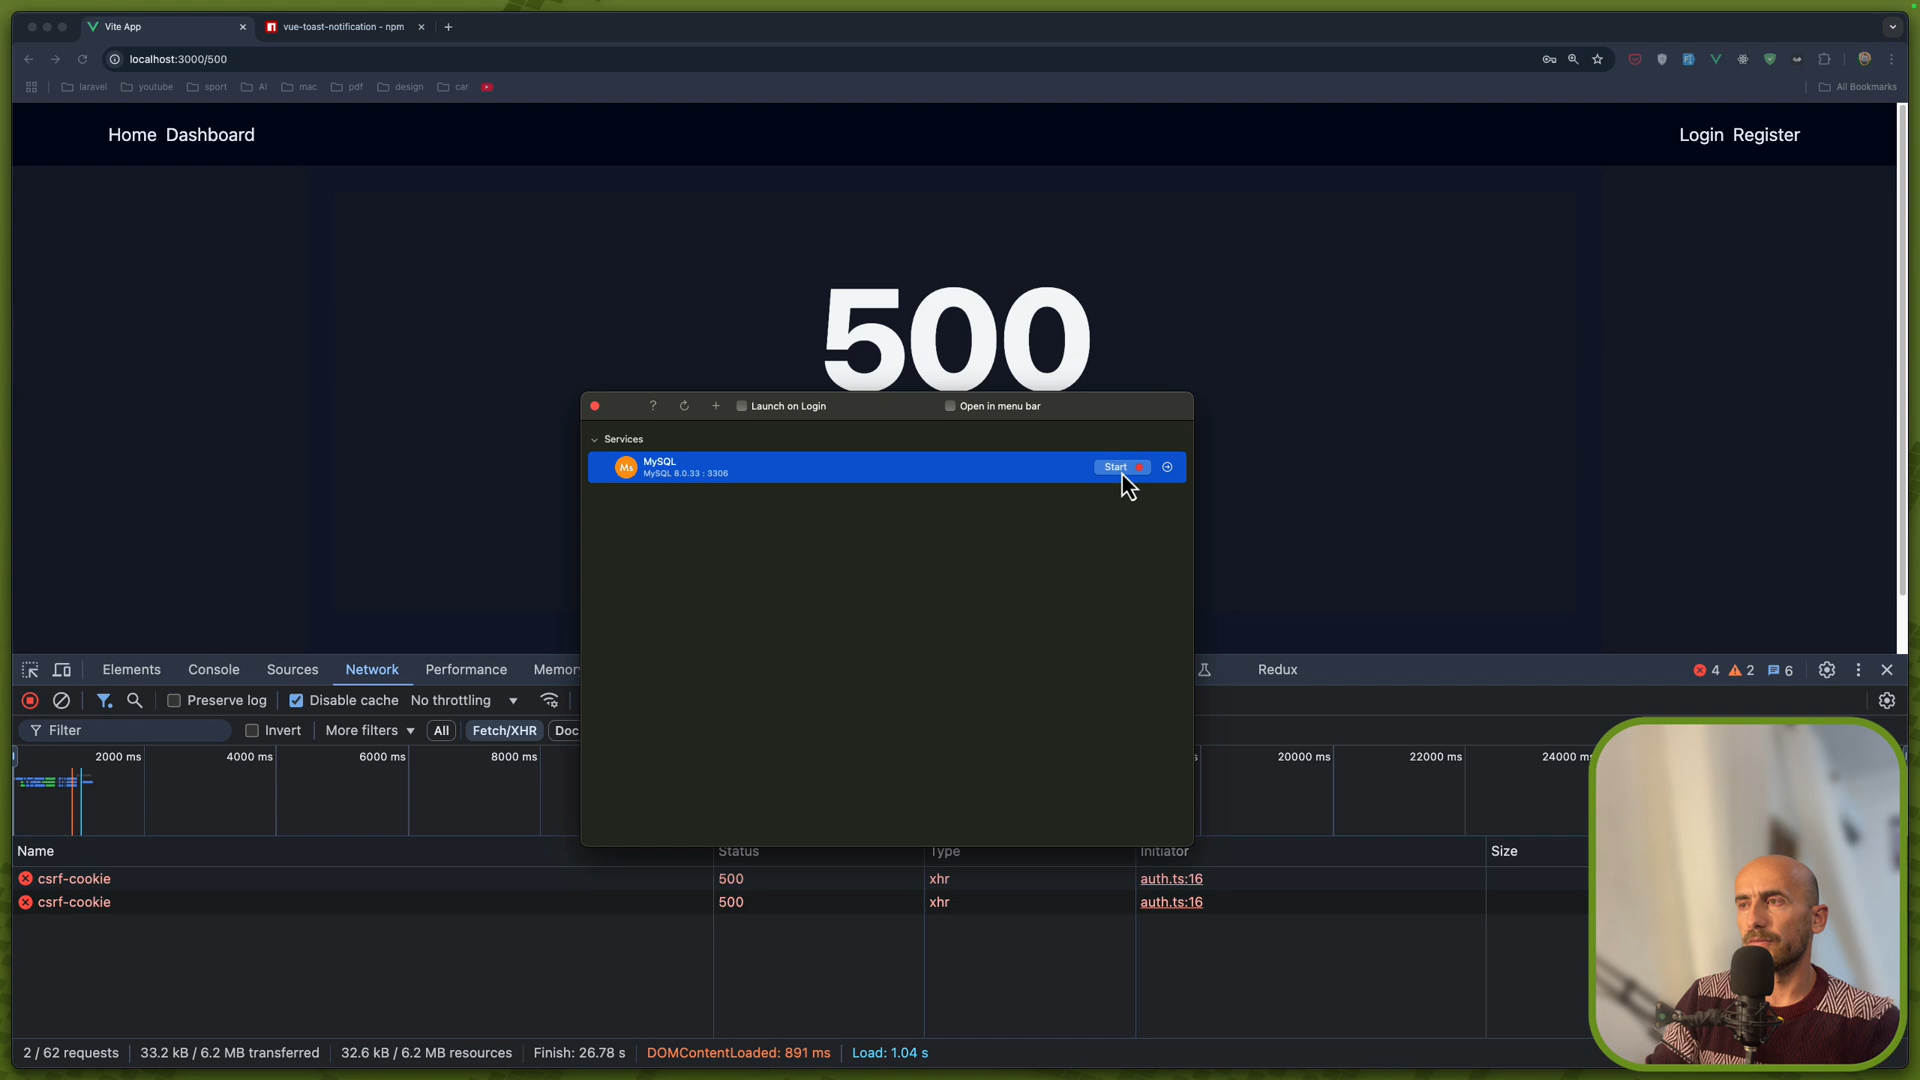 Vite App
vue-toast-notification - npm
localhost:3000/500
laravel
youtube
sport
AI
mac
pdf
design
car
All Bookmarks
Home Dashboard
Login Register
500
Launch on Login
Open in menu bar
Services
Ms
MySQL
MySQL 8.0.33 : 3306
Start
Elements
Console
Sources
Network
Performance
Redux
4
2
6
Preserve log
Disable cache
No throttling
Filter
Invert
More filters
All
Fetch/XHR
Doc
2000 ms
4000 ms
6000 ms
8000 ms
20000 ms
22000 ms
24000
Name
Status
Type
Initiator
Size
csrf-cookie
500
xhr
auth.ts:16
csrf-cookie
500
xhr
auth.ts:16
2 / 62 requests
33.2 kB / 6.2 MB transferred
32.6 kB / 6.2 MB resources
Finish: 26.78 s
DOMContentLoaded: 891 ms
Load: 1.04 s